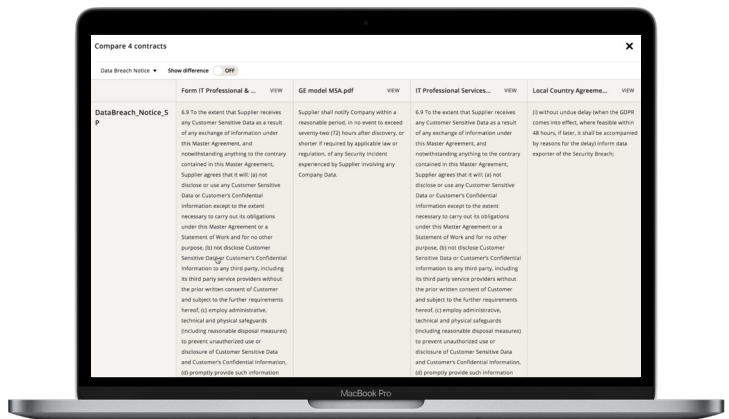 Compare 4 contracts
Data Breach Notice
Show difference
OFF
Form IT Professional & ...
VIEW
GE model MSA.pdf
VIEW
IT Professional Services...
VIEW
Local Country Agreeme...
VIEW
DataBreach_Notice_S
P
6.9 To the extent that Supplier receives
any Customer Sensitive Data as a result
of any exchange of information under
this Master Agreement, and
notwithstanding anything to the contrary
contained in this Master Agreement,
Supplier agrees that it will: (a) not
disclose or use any Customer Sensitive
Data or Customer's Confidential
Information except to the extent
necessary to carry out its obligations
under this Master Agreement or a
Statement of Work and for no other
purpose, (b) not disclose Customer
Sensitive Data or Customer's Confidential
Information to any third party, including
its third party service providers without
the prior written consent of Customer
and subject to the further requirements
hereof, (c) employ administrative,
technical and physical safeguards
(including reasonable disposal measures)
to prevent unauthorized use or
disclosure of Customer Sensitive Data
and Customer's Confidential Information,
(d) promptly provide such information
Supplier shall notify Company within a
reasonable period, in no event to exceed
seventy-two (72) hours after discovery, or
shorter if required by applicable law or
regulation, of any Security Incident
experienced by Supplier involving any
Company Data.
6.9 To the extent that Supplier receives
any Customer Sensitive Data as a result
of any exchange of information under
this Master Agreement, and
notwithstanding anything to the contrary
contained in this Master Agreement,
Supplier agrees that it will: (a) not
disclose or use any Customer Sensitive
Data or Customer's Confidential
Information except to the extent
necessary to carry out its obligations
under this Master Agreement or a
Statement of Work and for no other
purpose, (b) not disclose Customer
Sensitive Data or Customer's Confidential
Information to any third party, including
its third party service providers without
the prior written consent of Customer
and subject to the further requirements
hereof, (c) employ administrative,
technical and physical safeguards
(including reasonable disposal measures)
to prevent unauthorized use or
disclosure of Customer Sensitive Data
and Customer's Confidential Information,
(d) promptly provide such information
(i) without undue delay (when the GDPR
comes into effect, where feasible within
48 hours, if later, it shall be accompanied
by reasons for the delay) inform data
exporter of the Security Breach;
MacBook Pro